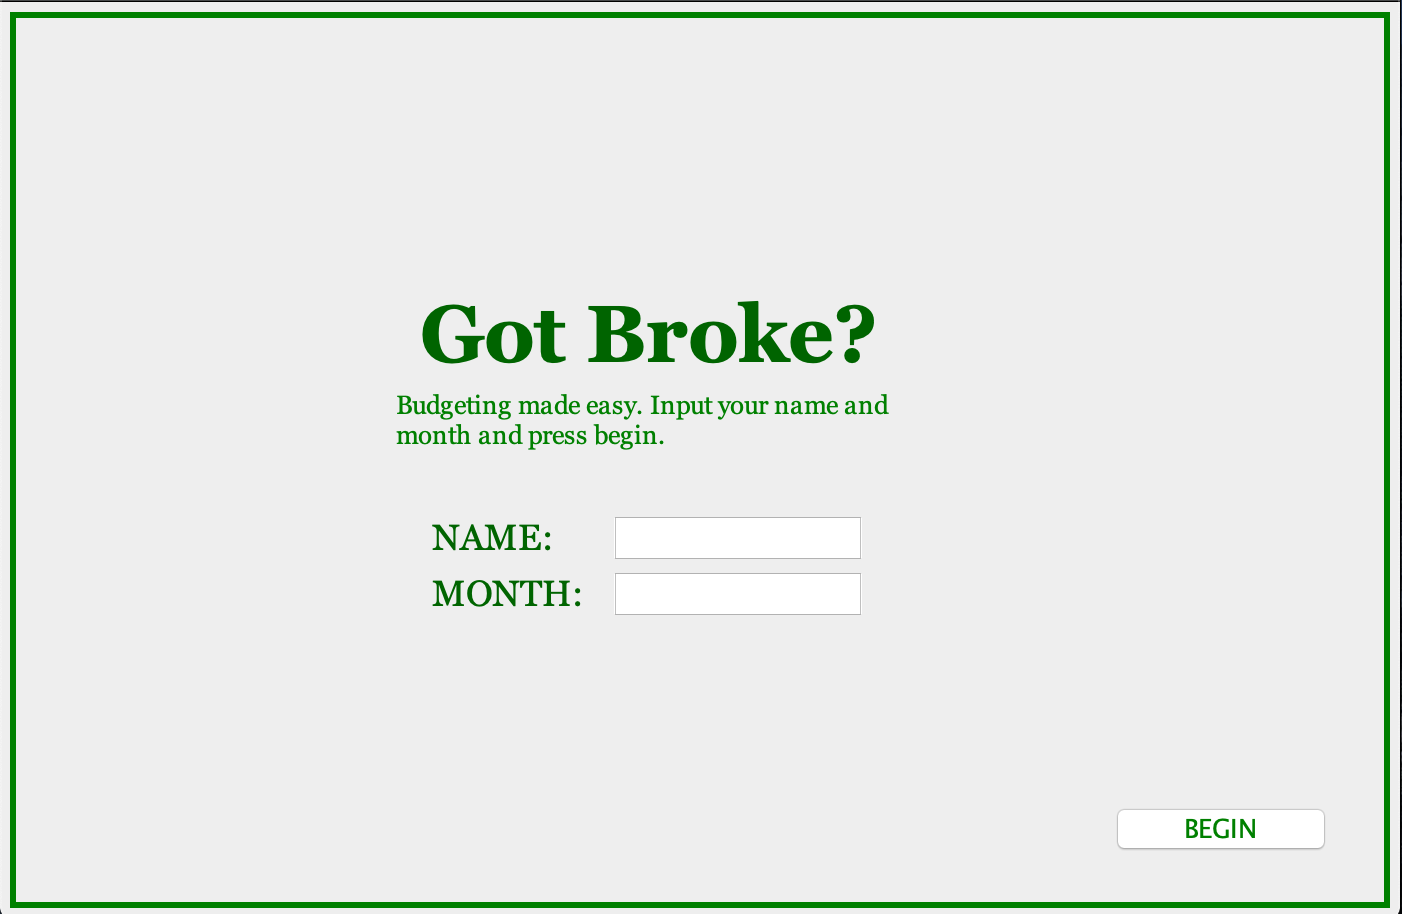 Got Broke?
Budgeting made easy. Input your name and
month and press begin.
NAME:
MONTH:
BEGIN